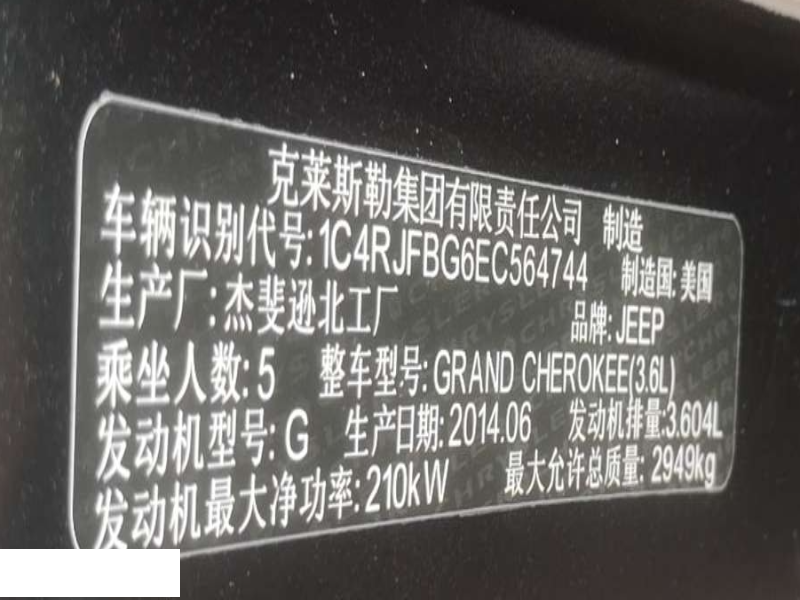 克莱斯勒集团有限责任公司 制造
车辆识别代号:1C4RJFBG6EC564744 制造国:美国
生产厂:杰斐逊北工厂 品牌:JEEP
乘坐人数:5 整车型号:GRAND CHEROKEE(3.6L)
发动机型号:G 生产日期:2014.06 发动机排量:3.604L
发动机最大净功率:210kW 最大允许总质量:2949kg